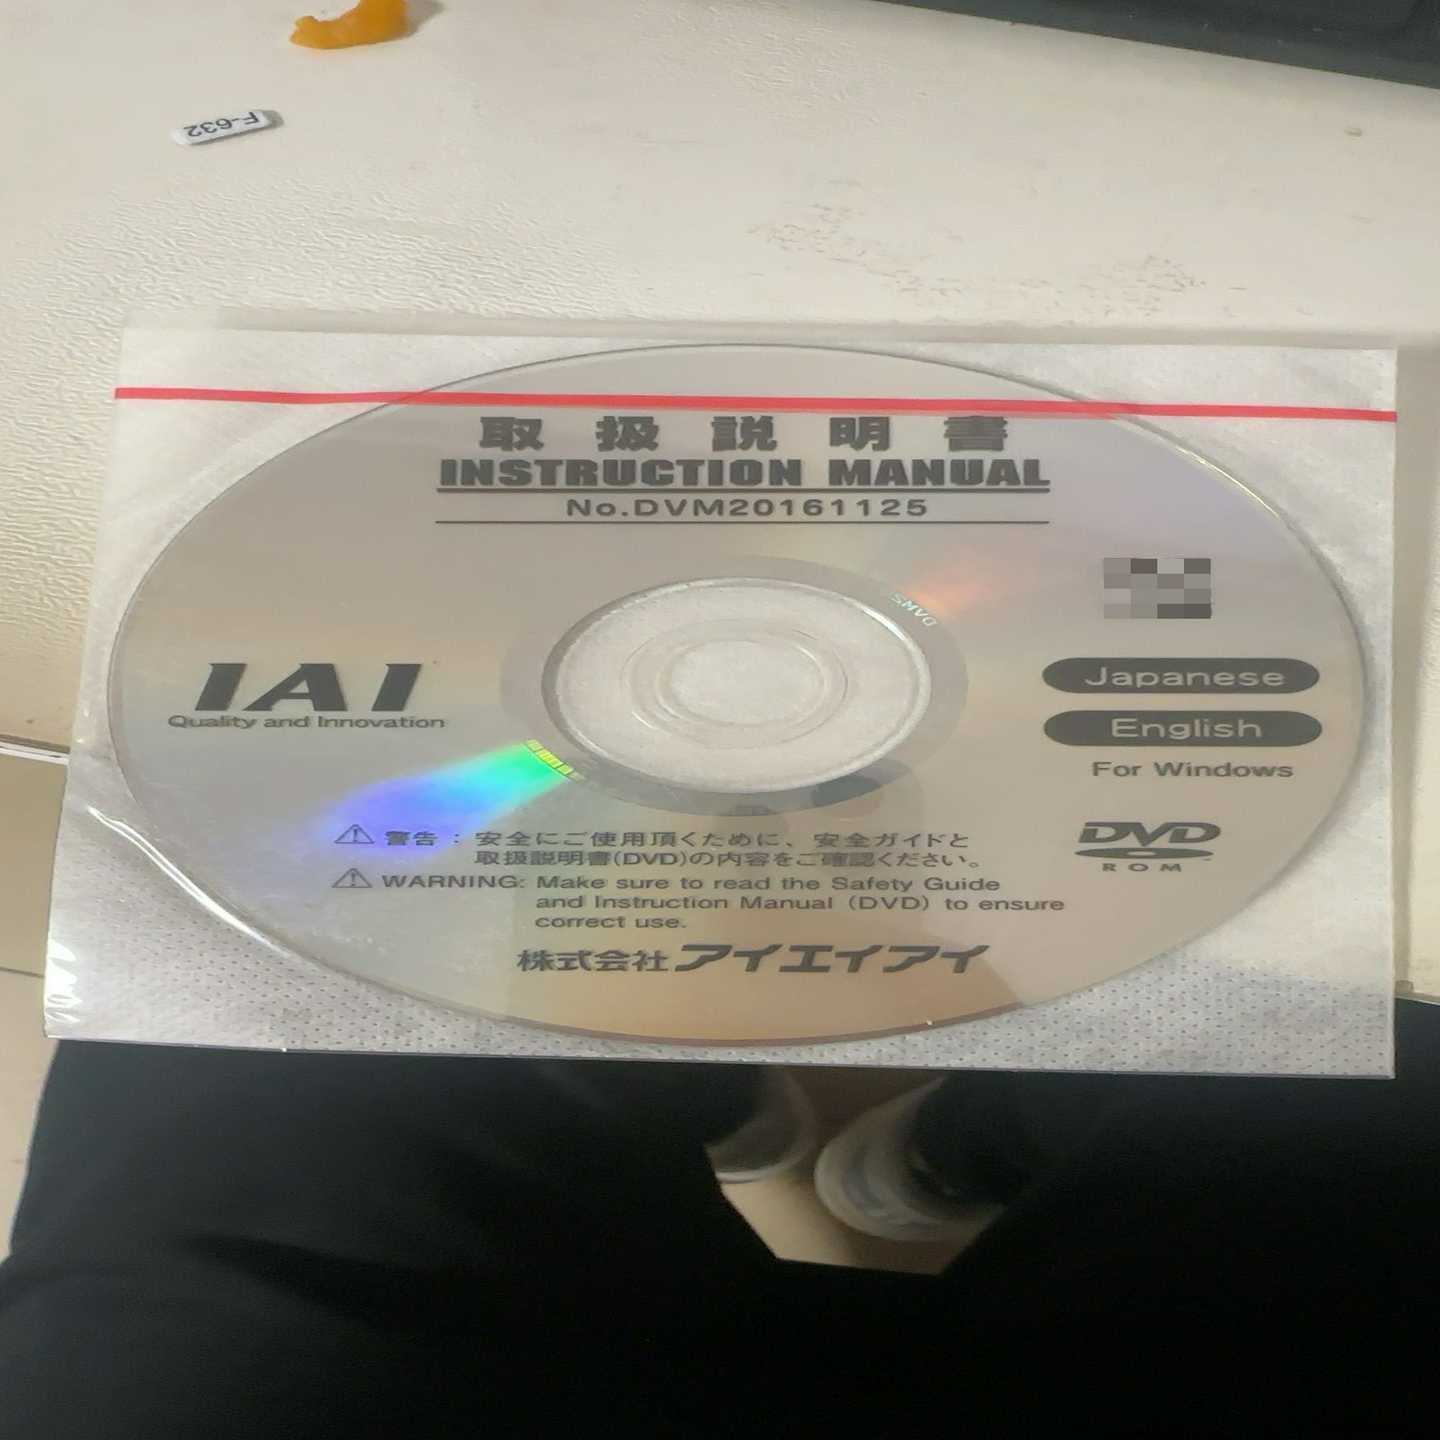 F-632
取扱説明書
INSTRUCTION MANUAL
No.DVM20161125
IAI
Quality and Innovation
Japanese
English
For Windows
DVD
ROM
⚠ 警告：安全にご使用頂くために、安全ガイドと
取扱説明書(DVD)の内容をご確認ください。
⚠ WARNING: Make sure to read the Safety Guide
and Instruction Manual (DVD) to ensure
correct use.
株式会社アイエイアイ